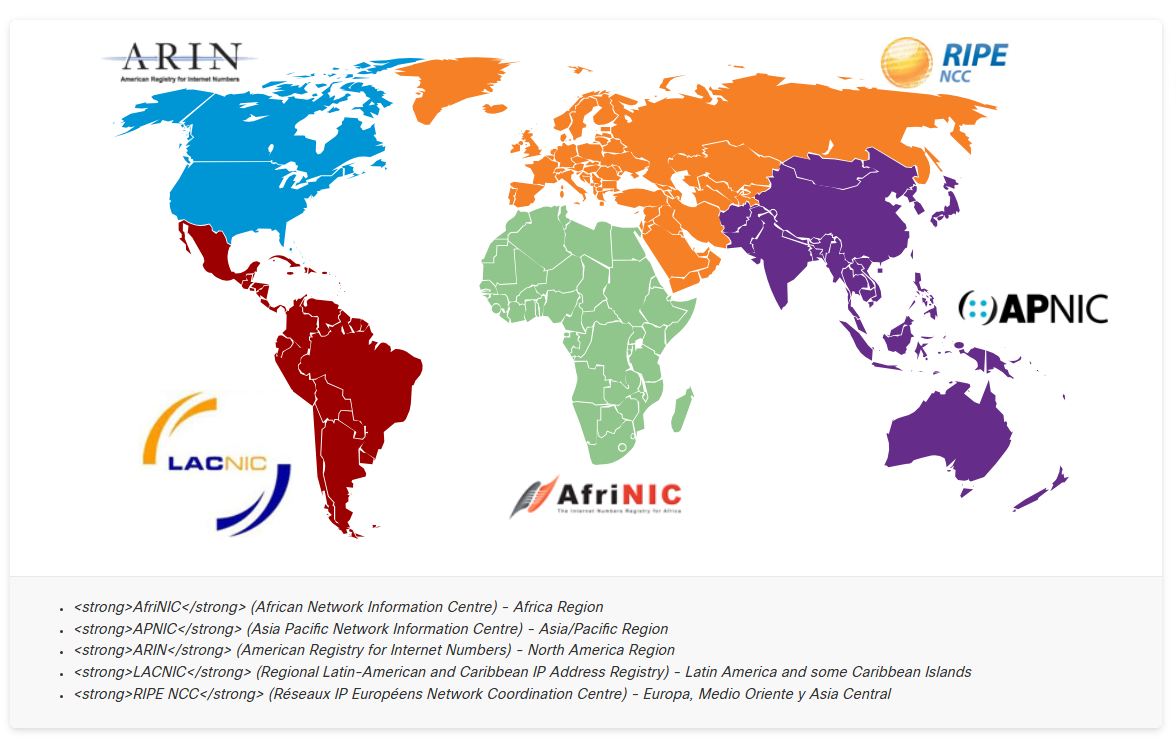 ARIN
American Registry for Internet Numbers
RIPE
NCC
APNIC
LACNIC
AfriNIC
The Internet Numbers Registry for Africa
• <strong>AfriNIC</strong> (African Network Information Centre) - Africa Region
• <strong>APNIC</strong> (Asia Pacific Network Information Centre) - Asia/Pacific Region
• <strong>ARIN</strong> (American Registry for Internet Numbers) - North America Region
• <strong>LACNIC</strong> (Regional Latin-American and Caribbean IP Address Registry) - Latin America and some Caribbean Islands
• <strong>RIPE NCC</strong> (Réseaux IP Européens Network Coordination Centre) - Europa, Medio Oriente y Asia Central